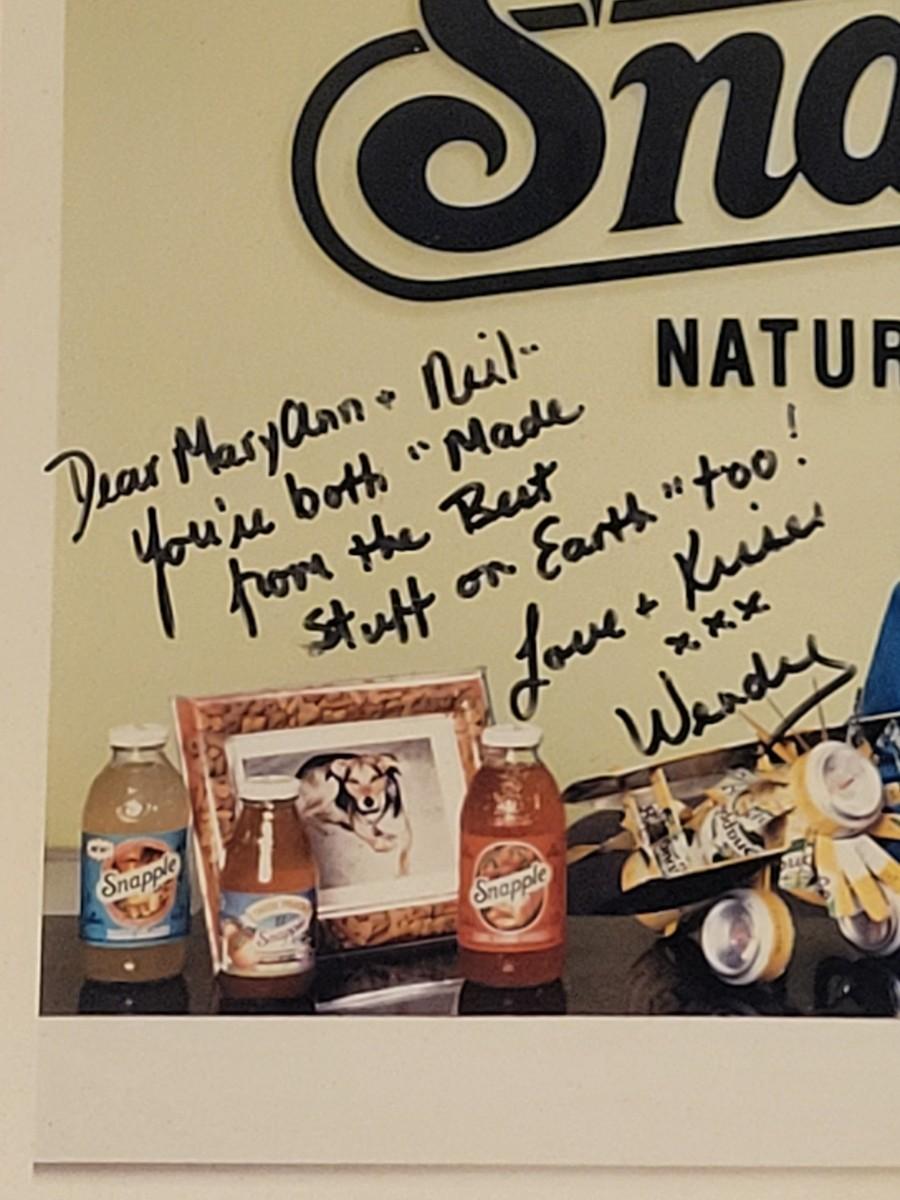 Sna
NATUR
Dear MaryAnn + Neil--
You're both "Made
from the Best
Stuff on Earth" too!
Love + Kisses
x.x.x
Wendy
Snapple
Snapple
Snapple